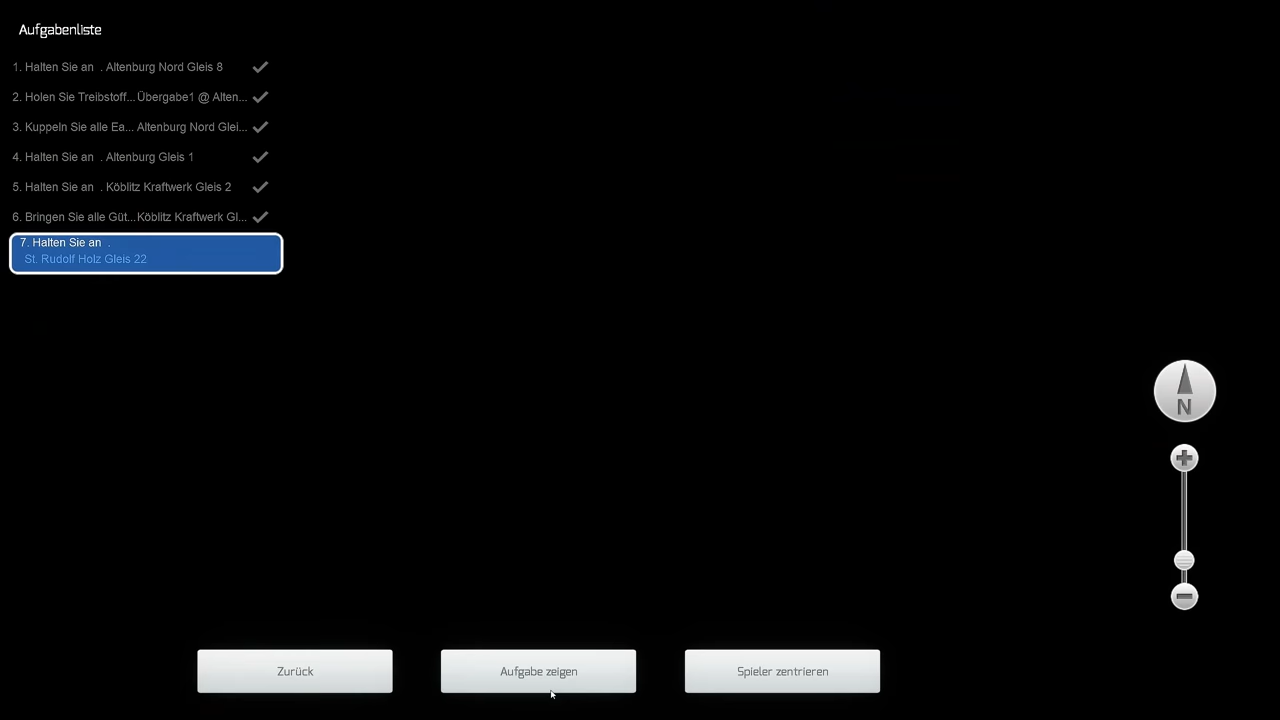 Aufgabenliste
1. Halten Sie an  . Altenburg Nord Gleis 8
2. Holen Sie Treibstoff... Übergabe1 @ Alten...
3. Kuppeln Sie alle Ea... Altenburg Nord Glei...
4. Halten Sie an  . Altenburg Gleis 1
5. Halten Sie an  . Köblitz Kraftwerk Gleis 2
6. Bringen Sie alle Güt... Köblitz Kraftwerk Gl...
7. Halten Sie an  .
St. Rudolf Holz Gleis 22
N
Zurück
Aufgabe zeigen
Spieler zentrieren